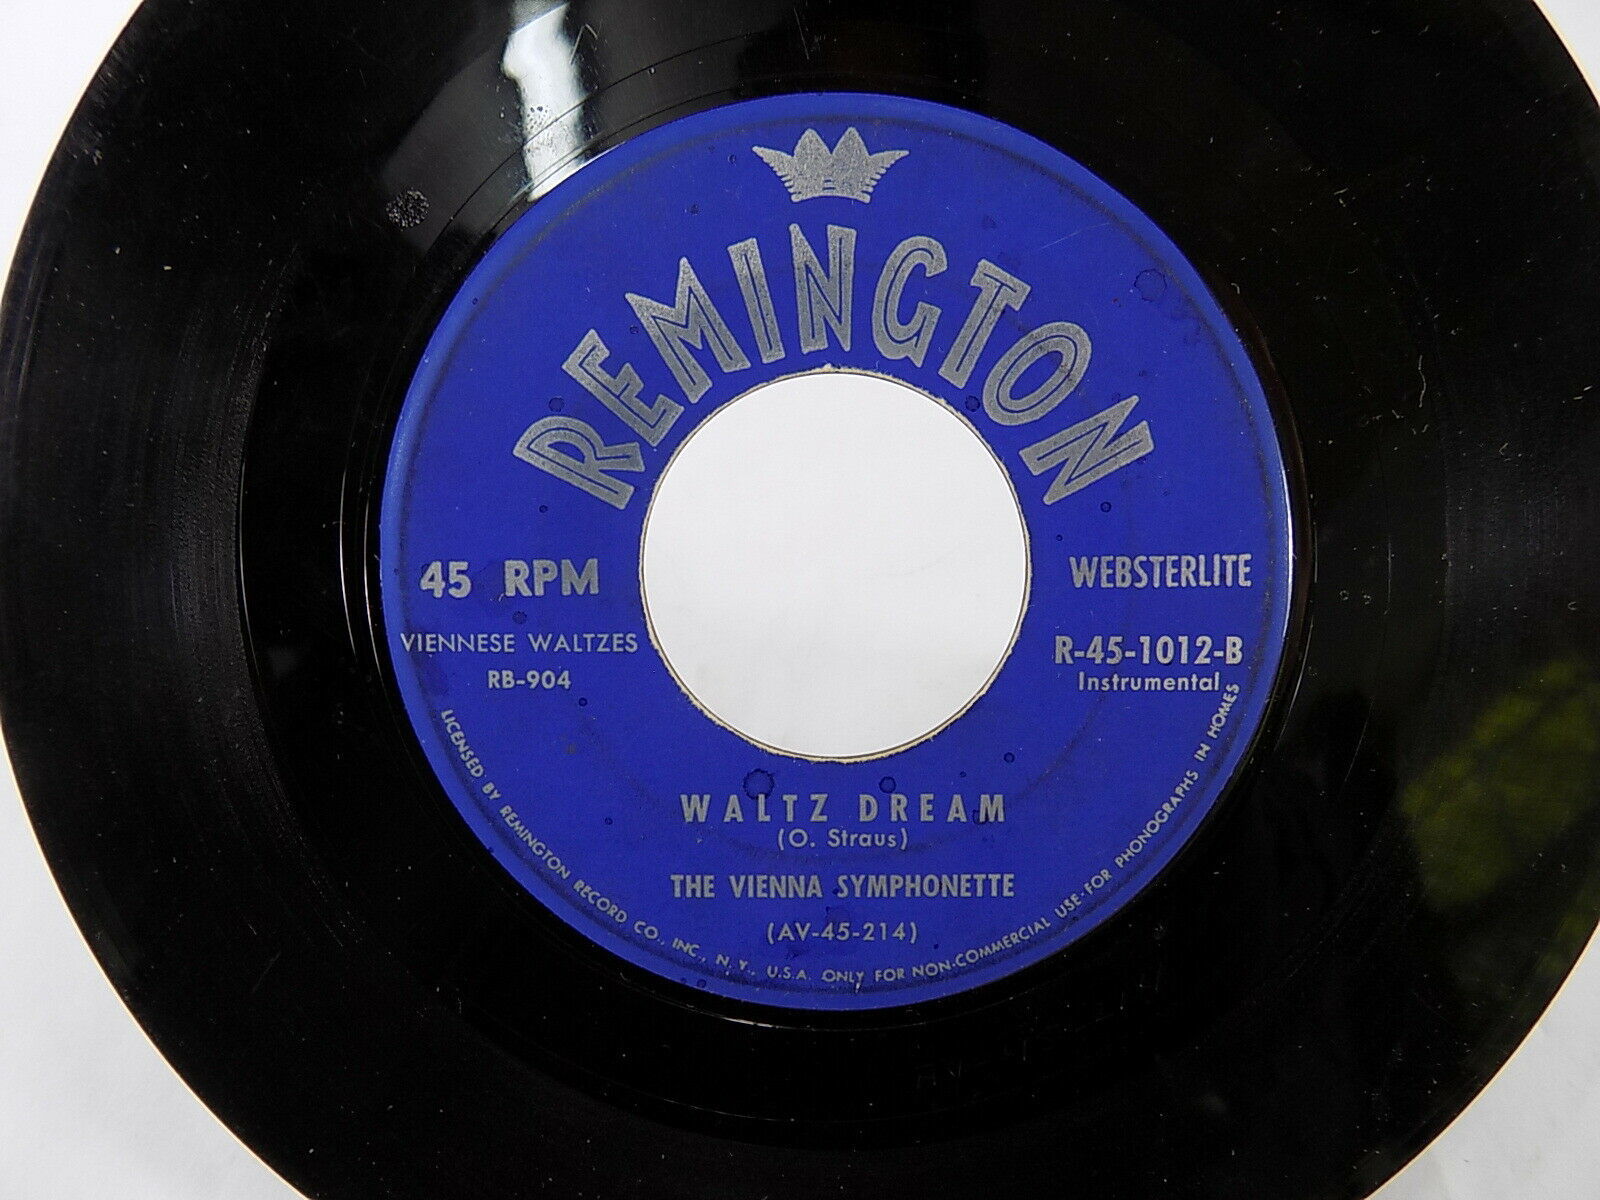 REMINGTON
45 RPM
WEBSTERLITE
VIENNESE WALTZES
RB-904
R-45-1012-B
Instrumental
WALTZ DREAM
(O. Straus)
THE VIENNA SYMPHONETTE
(AV-45-214)
LICENSED BY REMINGTON RECORD CO., INC., N. Y., U.S.A. ONLY FOR NON-COMMERCIAL USE-FOR PHONOGRAPHS IN HOMES